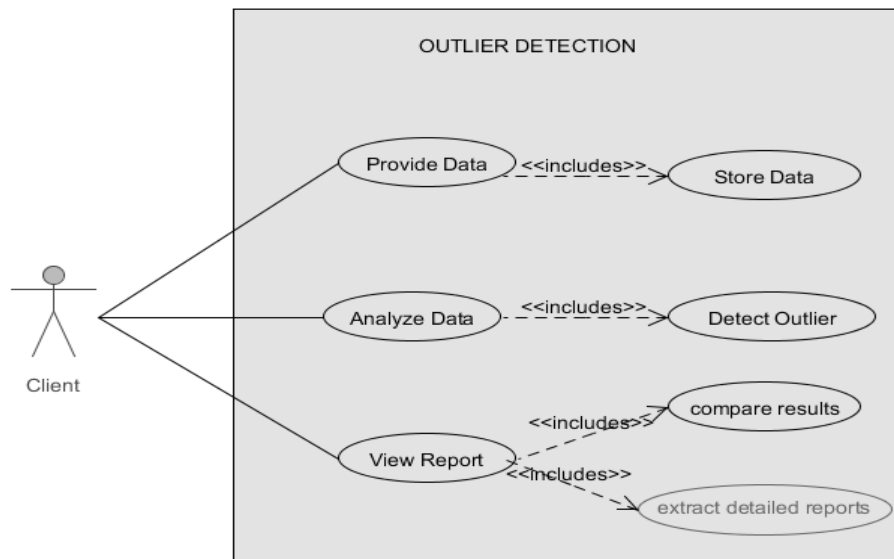 OUTLIER DETECTION
Provide Data
<<includes>>
Store Data
Analyze Data
<<includes>>
Detect Outlier
Client
<<includes>>
compare results
View Report
<<includes>>
extract detailed reports